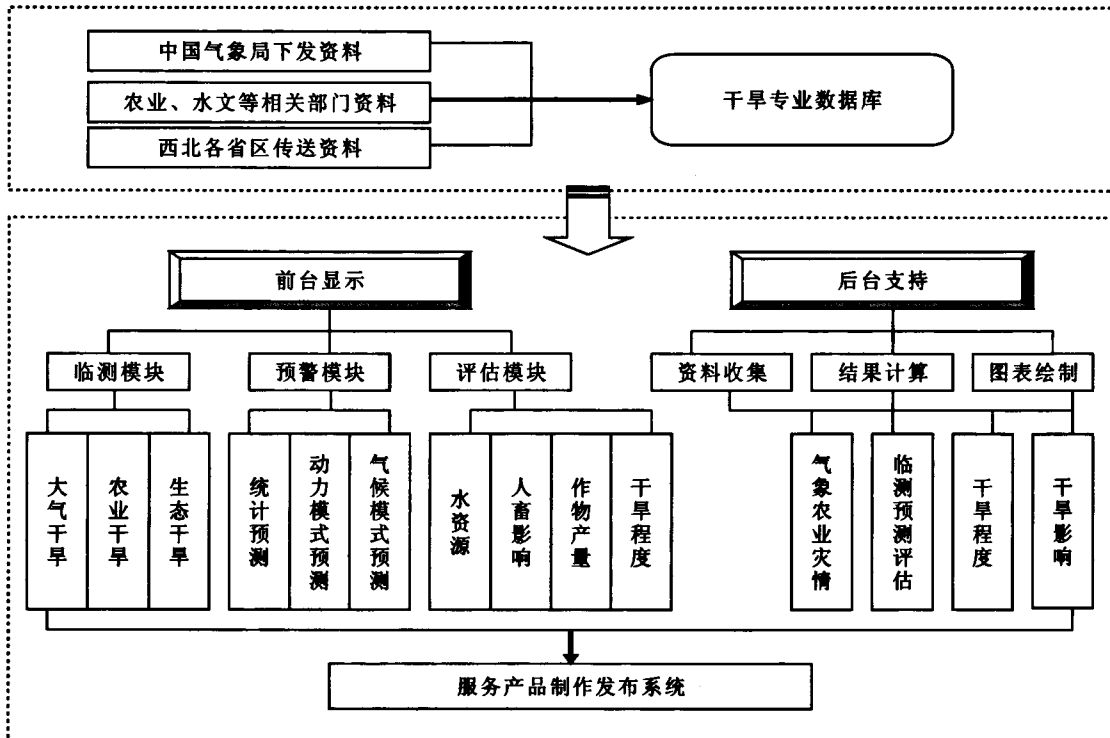 中国气象局下发资料
农业、水文等相关部门资料
西北各省区传送资料
干旱专业数据库
前台显示
后台支持
临测模块
预警模块
评估模块
资料收集
结果计算
图表绘制
大气干旱
农业干旱
生态干旱
统计预测
动力模式预测
气候模式预测
水资源
人畜影响
作物产量
干旱程度
气象农业灾情
临测预测评估
干旱程度
干旱影响
服务产品制作发布系统